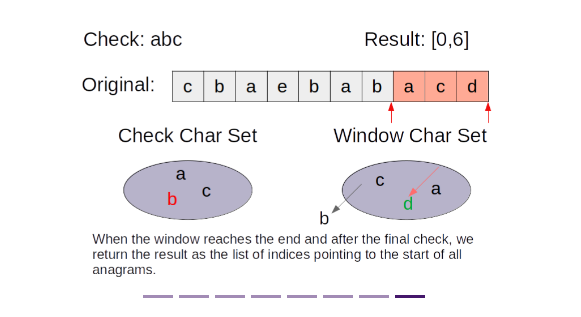 Check: abc Result: [0,6]
Original: c b a e b a b a c d
Check Char Set Window Char Set
a
b c
c a
d
b
When the window reaches the end and after the final check, we
return the result as the list of indices pointing to the start of all
anagrams.